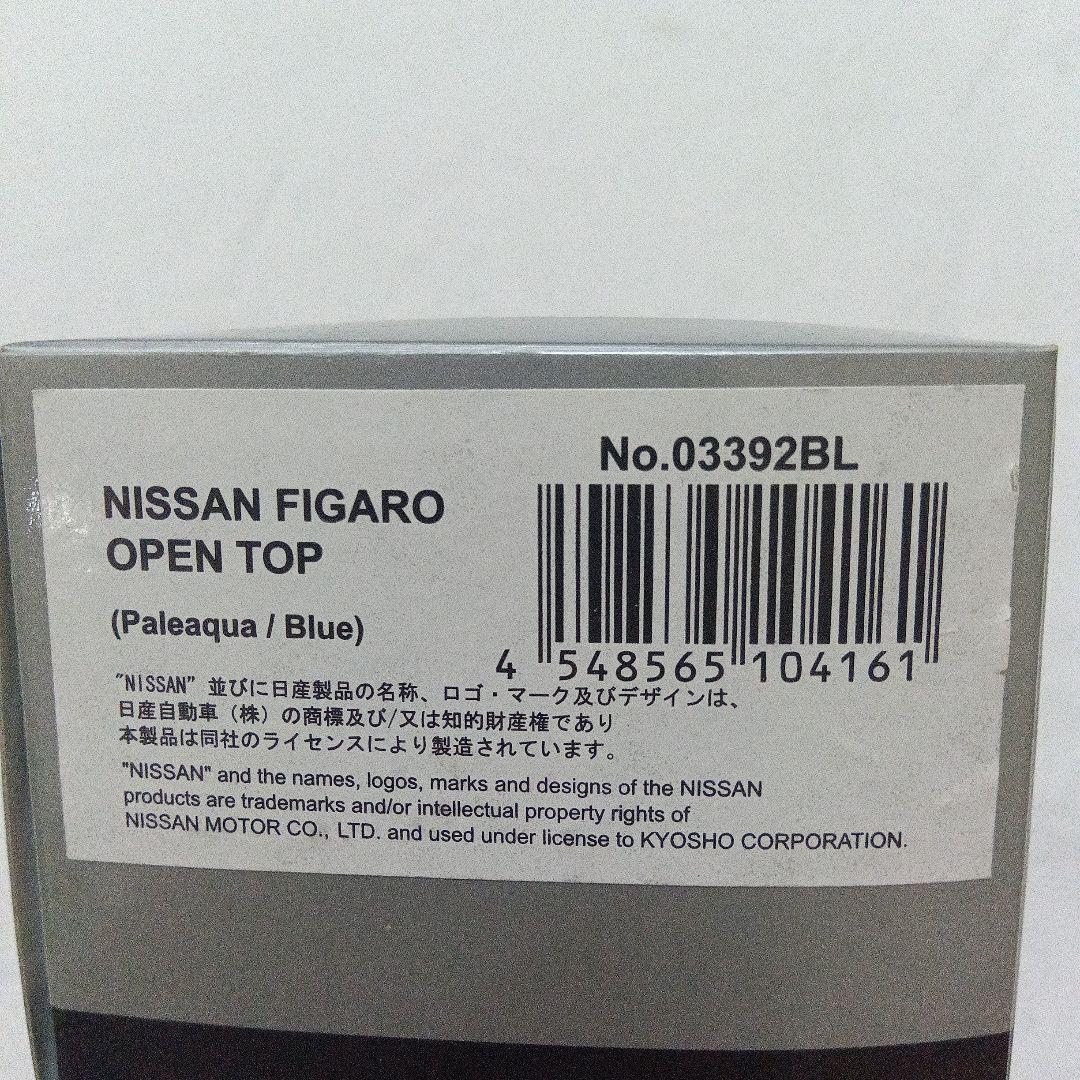 No.03392BL
NISSAN FIGARO
OPEN TOP
(Paleaqua / Blue)
4 548565 104161
"NISSAN" 並びに日産製品の名称、ロゴ・マーク及びデザインは、
日産自動車（株）の商標及び/又は知的財産権であり
本製品は同社のライセンスにより製造されています。
"NISSAN" and the names, logos, marks and designs of the NISSAN
products are trademarks and/or intellectual property rights of
NISSAN MOTOR CO., LTD. and used under license to KYOSHO CORPORATION.